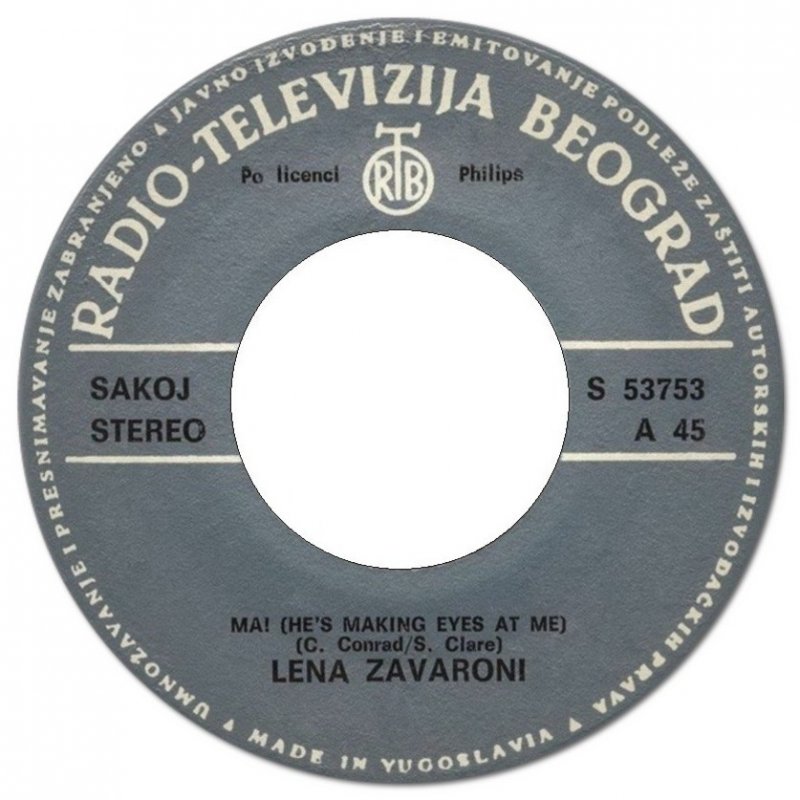 UMNOŽAVANJE I PRESNIMAVANJE ZABRANJENO ▲ JAVNO IZVOĐENJE I EMITOVANJE PODLEŽE ZAŠTITI AUTORSKIH I IZVOĐAČKIH PRAVA ▲
RADIO-TELEVIZIJA BEOGRAD
Po licenci RTB Philips
SAKOJ S 53753
STEREO A 45
MA! (HE'S MAKING EYES AT ME)
(C. Conrad/S. Clare)
LENA ZAVARONI
MADE IN YUGOSLAVIA ▲